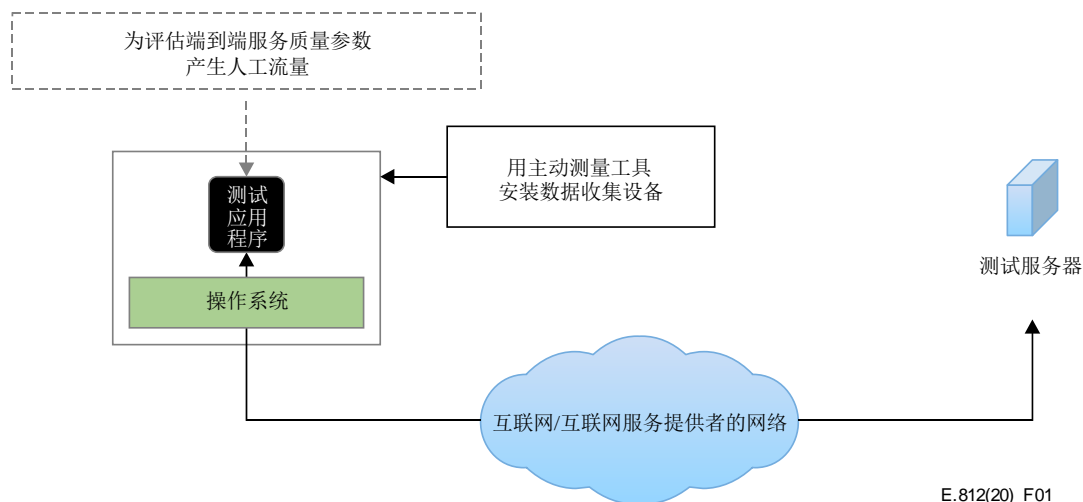 为评估端到端服务质量参数
产生人工流量
用主动测量工具
安装数据收集设备
测试
应用
程序
操作系统
测试服务器
互联网/互联网服务提供者的网络
E.812(20)_F01